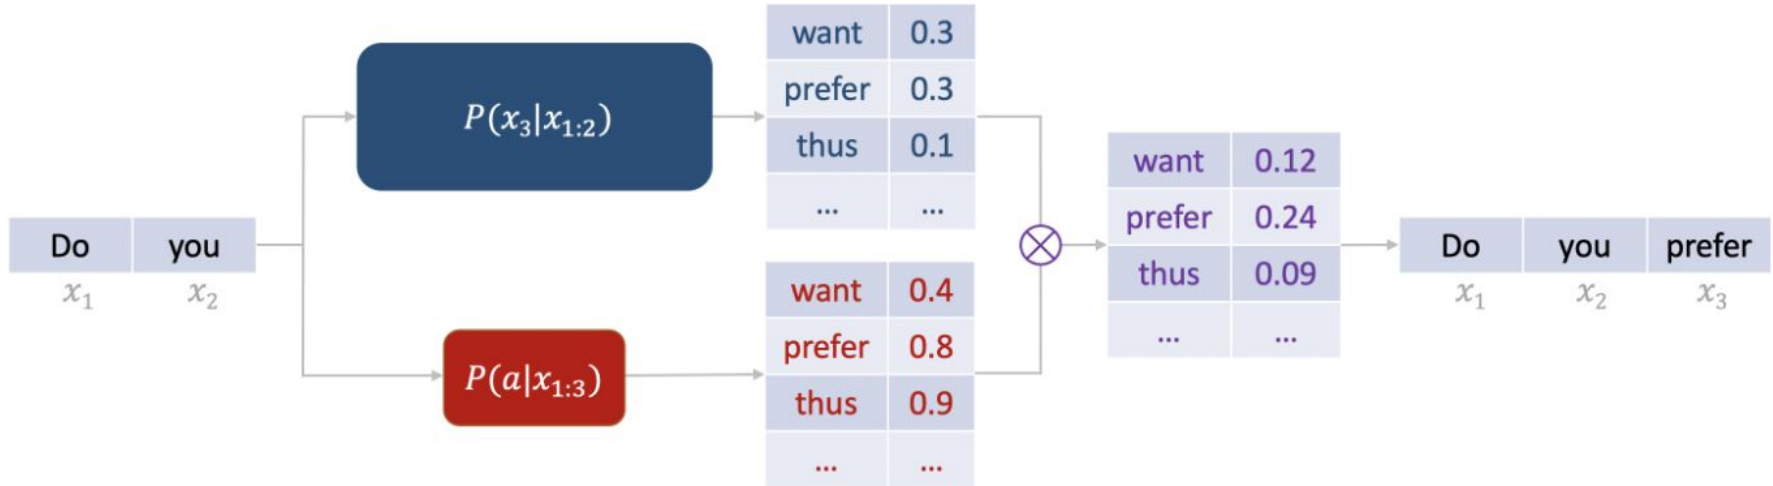 Do you
x₁ x₂
P(x₃|x₁:₂)
want 0.3
prefer 0.3
thus 0.1
... ...
P(a|x₁:₃)
want 0.4
prefer 0.8
thus 0.9
... ...
want 0.12
prefer 0.24
thus 0.09
... ...
Do you prefer
x₁ x₂ x₃